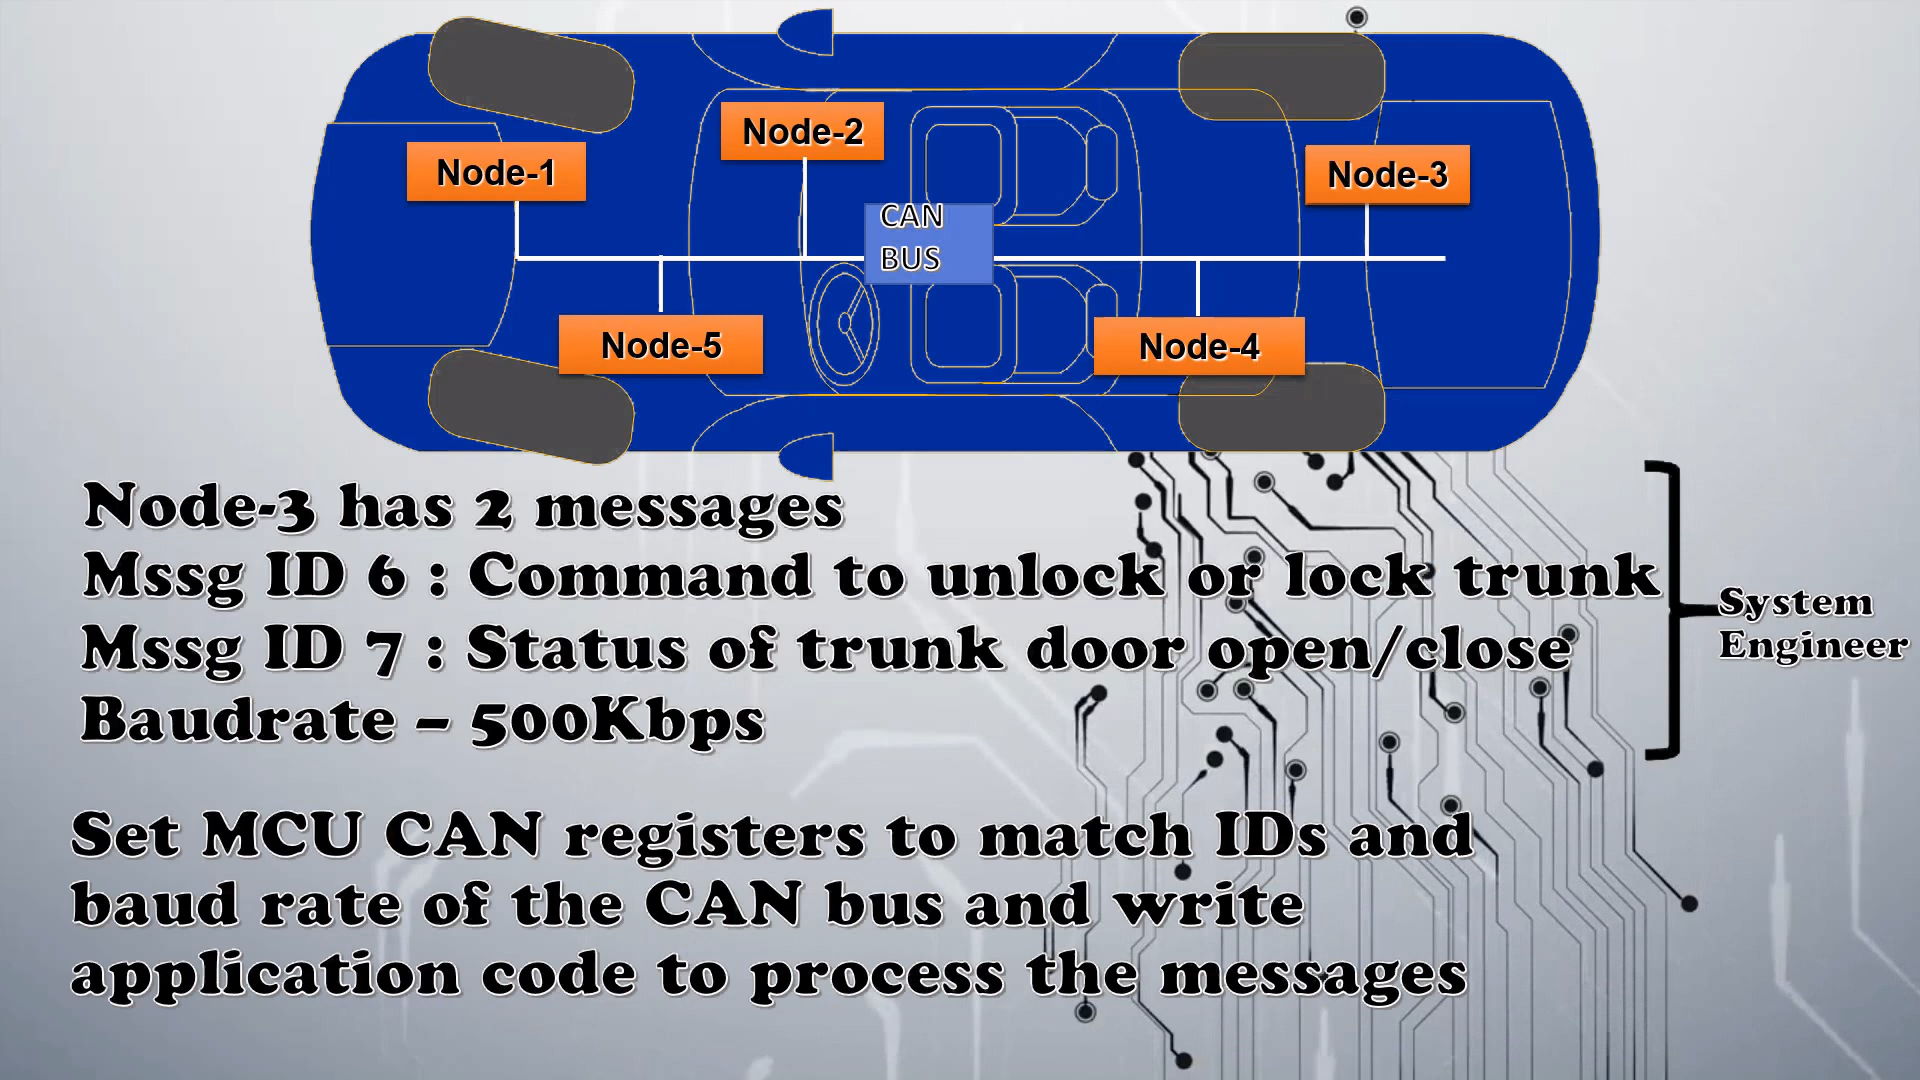 Node-1
Node-2
Node-3
CAN
BUS
Node-5
Node-4
Node-3 has 2 messages
Mssg ID 6 : Command to unlock or lock trunk
Mssg ID 7 : Status of trunk door open/close
Baudrate – 500Kbps
System
Engineer
Set MCU CAN registers to match IDs and
baud rate of the CAN bus and write
application code to process the messages